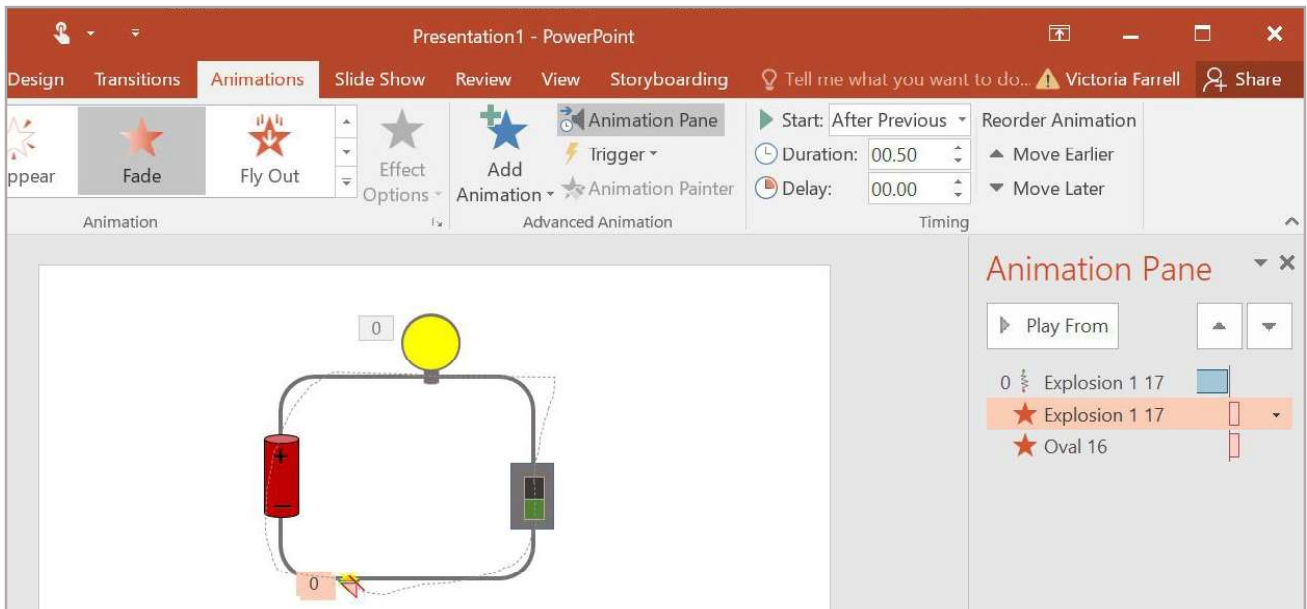 Presentation1 - PowerPoint
Design Transitions Animations Slide Show Review View Storyboarding Tell me what you want to do... Victoria Farrell Share
ppear Fade Fly Out Effect Options Add Animation Animation Pane Start: After Previous Reorder Animation
Trigger Duration: 00.50 Move Earlier
Animation Painter Delay: 00.00 Move Later
Animation Advanced Animation Timing
Animation Pane
0
Play From
0 Explosion 1 17
Explosion 1 17
Oval 16
+
−
0